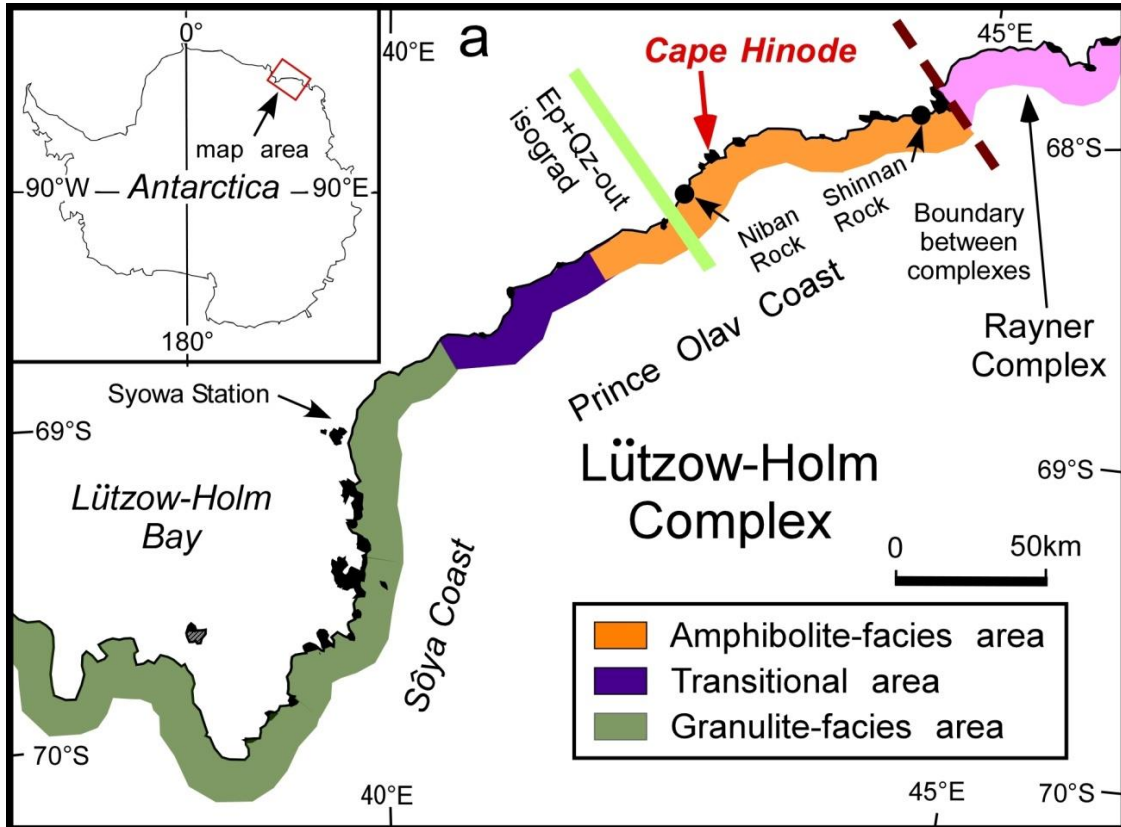 0°
40°E
a
Cape Hinode
45°E
map area
Ep+Qz-out
isograd
90°W
Antarctica
90°E
68°S
Niban
Rock
Shinnan
Rock
Boundary
between
complexes
180°
Prince Olav Coast
Rayner
Complex
Syowa Station
69°S
Lützow-Holm
Bay
Lützow-Holm
Complex
69°S
0
50km
Sôya Coast
Amphibolite-facies area
Transitional area
Granulite-facies area
70°S
40°E
45°E
70°S